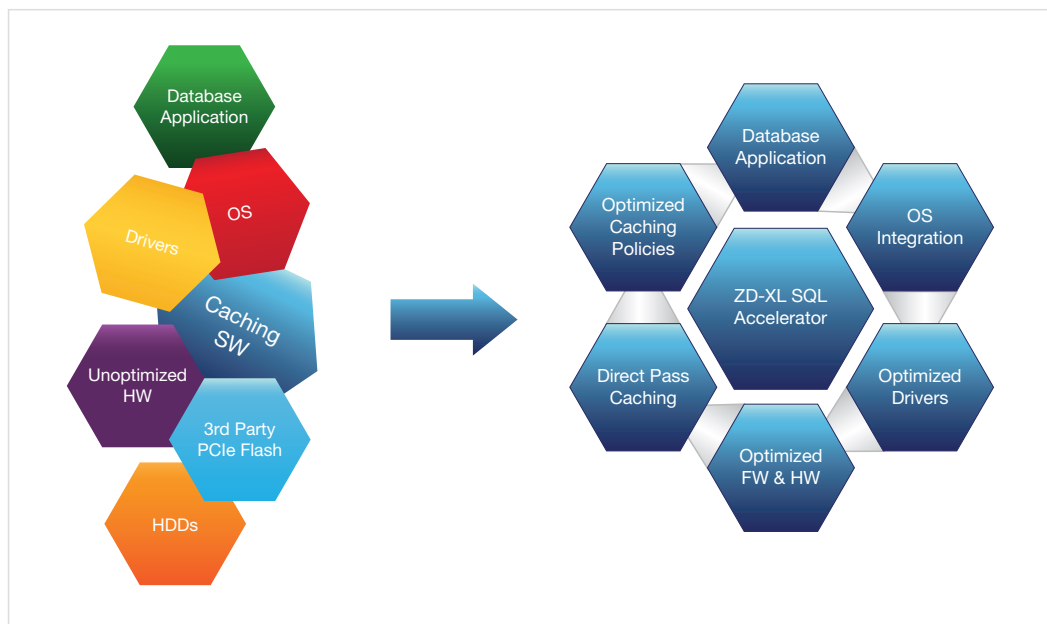 Database
Application
OS
Drivers
Caching
SW
Unoptimized
HW
3rd Party
PCIe Flash
HDDs
Database
Application
OS
Integration
Optimized
Drivers
Optimized
FW & HW
Direct Pass
Caching
Optimized
Caching
Policies
ZD-XL SQL
Accelerator